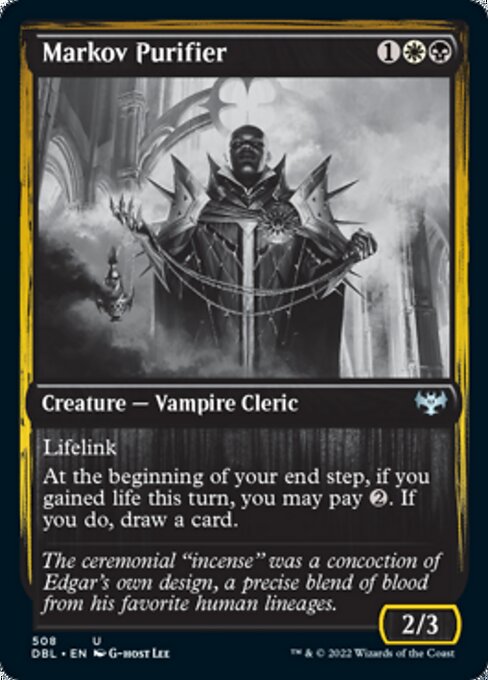 Markov Purifier 1
Creature — Vampire Cleric
Lifelink
At the beginning of your end step, if you
gained life this turn, you may pay 2. If
you do, draw a card.
The ceremonial “incense” was a concoction of
Edgar’s own design, a precise blend of blood
from his favorite human lineages.
2/3
508 U
DBL • EN G-host Lee
™ & © 2022 Wizards of the Coast